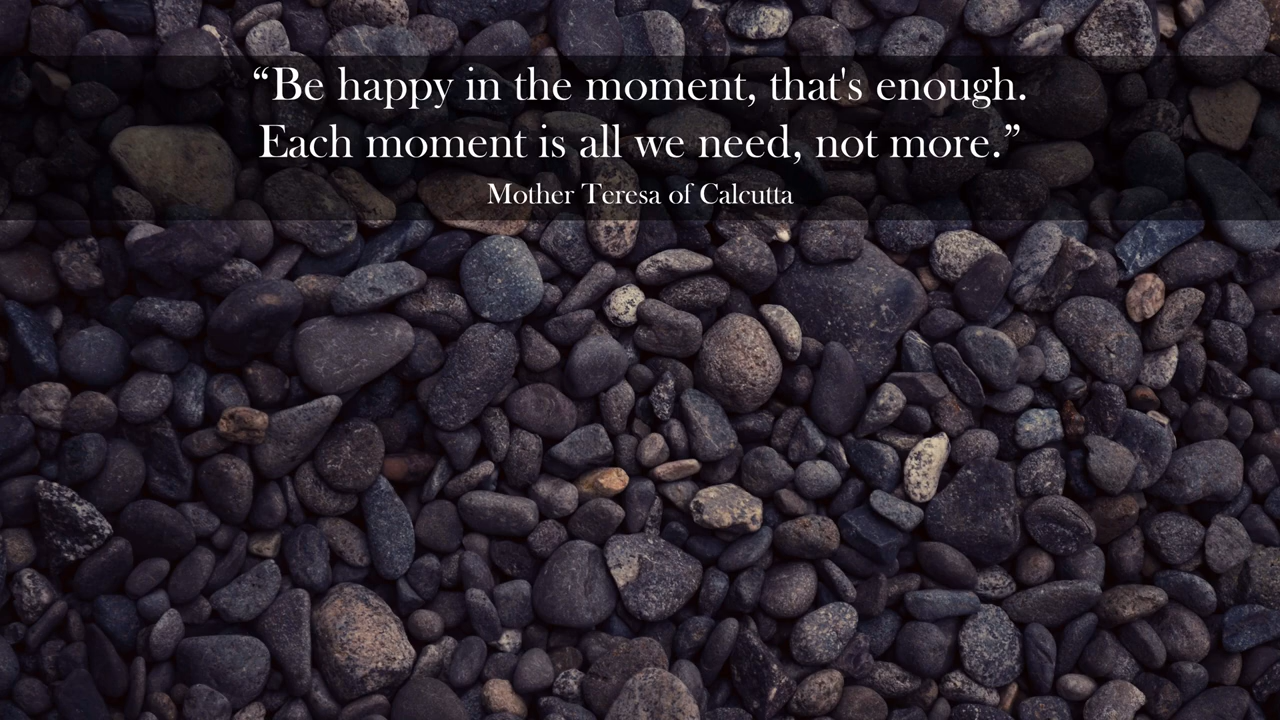 “Be happy in the moment, that's enough.
Each moment is all we need, not more.”
Mother Teresa of Calcutta